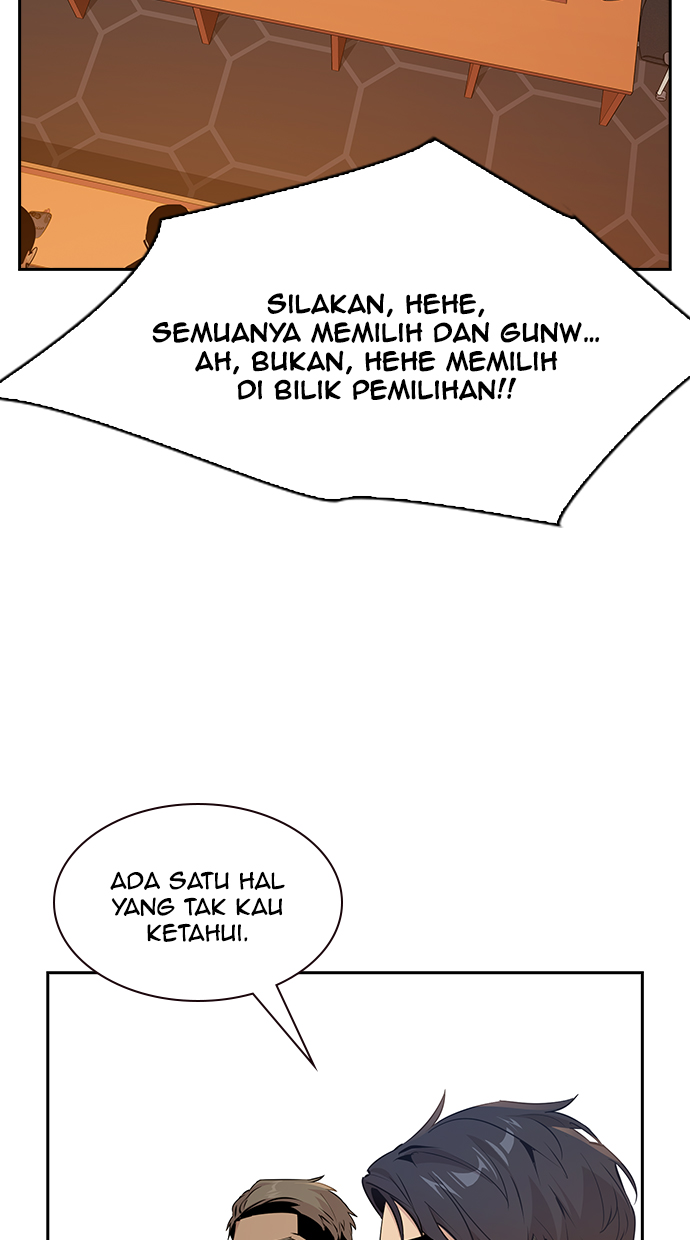 SILAKAN, HEHE,
SEMUANYA MEMILIH DAN GUNW...
AH, BUKAN, HEHE MEMILIH
DI BILIK PEMILIHAN!!
ADA SATU HAL
YANG TAK KAU
KETAHUI.